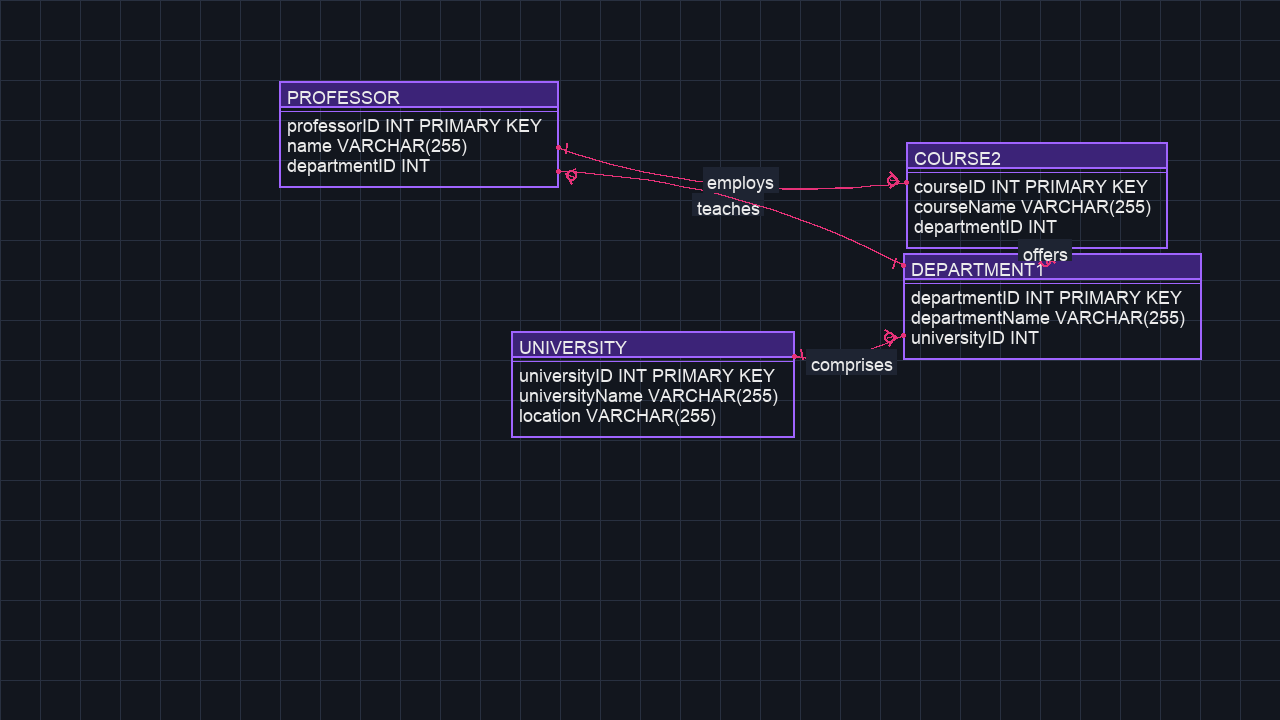 PROFESSOR
professorID INT PRIMARY KEY
name VARCHAR(255)
departmentID INT
employs
teaches
COURSE2
courseID INT PRIMARY KEY
courseName VARCHAR(255)
departmentID INT
offers
DEPARTMENT1
departmentID INT PRIMARY KEY
departmentName VARCHAR(255)
universityID INT
UNIVERSITY
universityID INT PRIMARY KEY
universityName VARCHAR(255)
location VARCHAR(255)
comprises